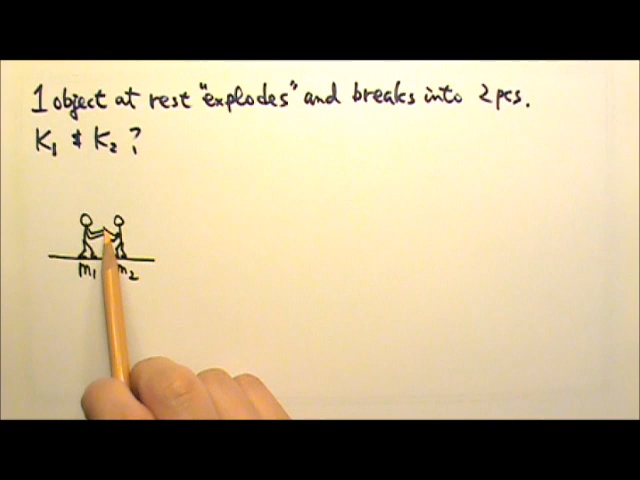 1 object at rest "explodes" and breaks into 2 pcs.
K₁ & K₂ ?
m₁ m₂